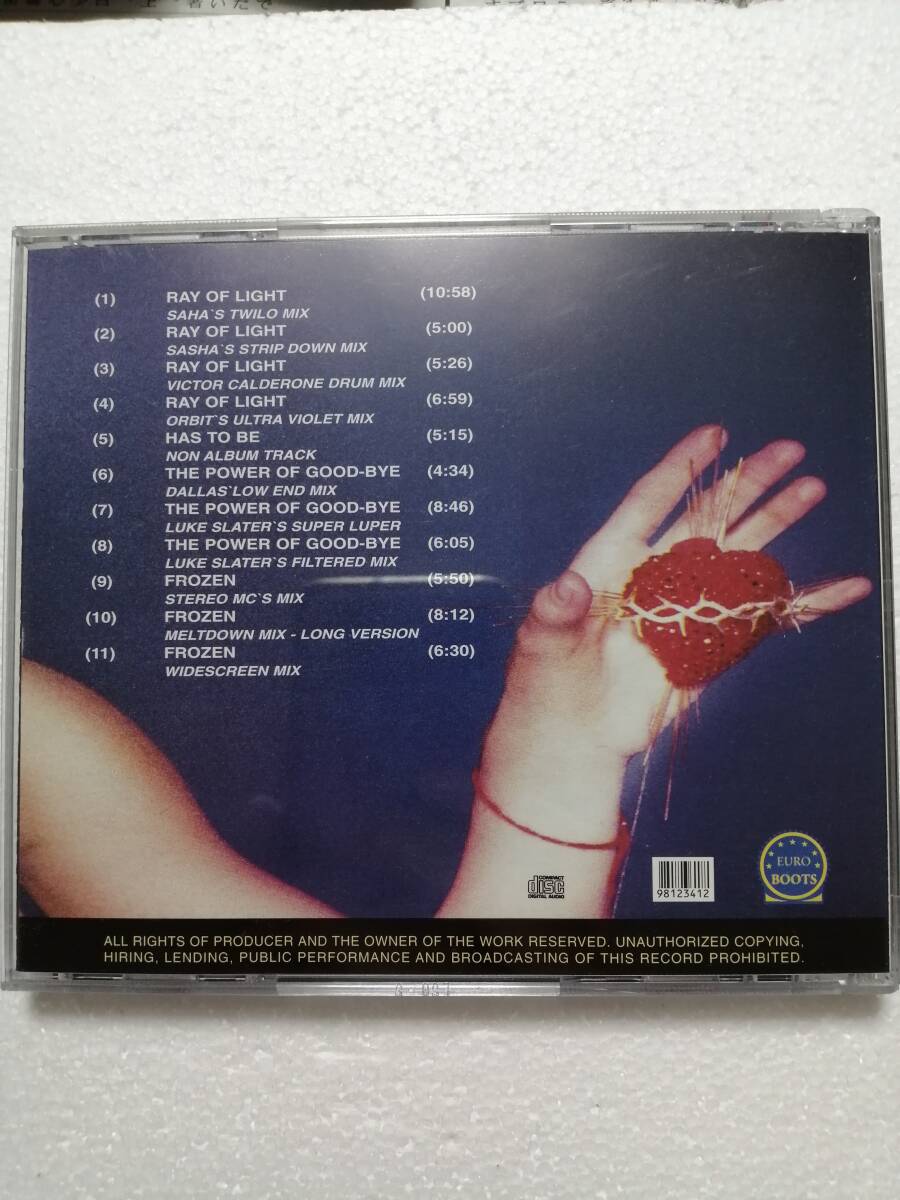 (1) RAY OF LIGHT (10:58)
SAHA`S TWILO MIX
(2) RAY OF LIGHT (5:00)
SASHA`S STRIP DOWN MIX
(3) RAY OF LIGHT (5:26)
VICTOR CALDERONE DRUM MIX
(4) RAY OF LIGHT (6:59)
ORBIT`S ULTRA VIOLET MIX
(5) HAS TO BE (5:15)
NON ALBUM TRACK
(6) THE POWER OF GOOD-BYE (4:34)
DALLAS`LOW END MIX
(7) THE POWER OF GOOD-BYE (8:46)
LUKE SLATER`S SUPER LUPER
(8) THE POWER OF GOOD-BYE (6:05)
LUKE SLATER`S FILTERED MIX
(9) FROZEN (5:50)
STEREO MC`S MIX
(10) FROZEN (8:12)
MELTDOWN MIX - LONG VERSION
(11) FROZEN (6:30)
WIDESCREEN MIX
COMPACT
disc
DIGITAL AUDIO
98123412
EURO
BOOTS
ALL RIGHTS OF PRODUCER AND THE OWNER OF THE WORK RESERVED. UNAUTHORIZED COPYING,
HIRING, LENDING, PUBLIC PERFORMANCE AND BROADCASTING OF THIS RECORD PROHIBITED.